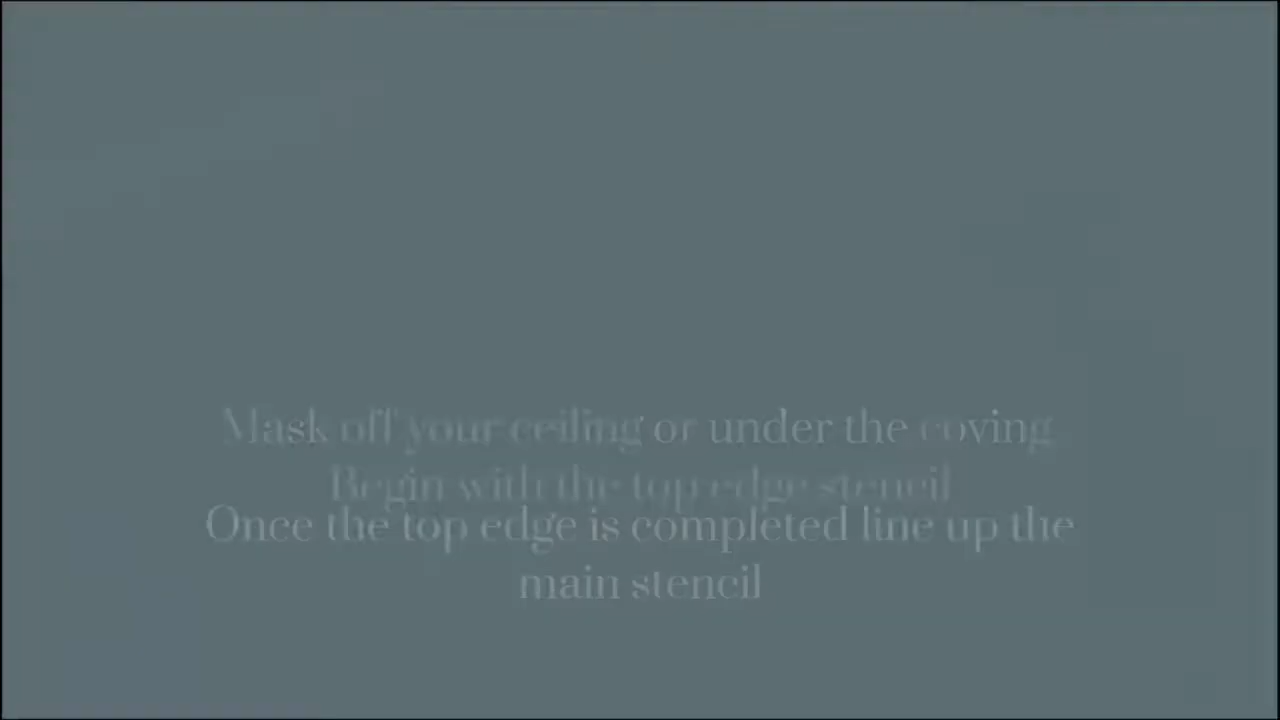 Mask off your ceiling or under the coving
Begin with the top edge stencil
Once the top edge is completed line up the
main stencil